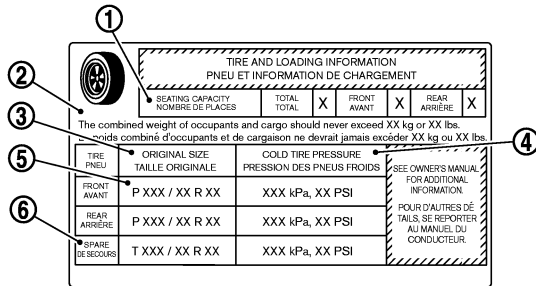 ①
TIRE AND LOADING INFORMATION
PNEU ET INFORMATION DE CHARGEMENT
②
SEATING CAPACITY
NOMBRE DE PLACES
TOTAL
TOTAL
X
FRONT
AVANT
X
REAR
ARRIÈRE
X
The combined weight of occupants and cargo should never exceed XX kg or XX lbs.
③
Le poids combiné d'occupants et de cargaison ne devrait jamais excéder XX kg ou XX lbs.
④
TIRE
PNEU
ORIGINAL SIZE
TAILLE ORIGINALE
COLD TIRE PRESSURE
PRESSION DES PNEUS FROIDS
SEE OWNER'S MANUAL
FOR ADDITIONAL
INFORMATION.
POUR D'AUTRES DÉ
TAILS, SE REPORTER
AU MANUEL DU
CONDUCTEUR.
⑤
FRONT
AVANT
P XXX / XX R XX
XXX kPa, XX PSI
REAR
ARRIÈRE
P XXX / XX R XX
XXX kPa, XX PSI
⑥
SPARE
DE SECOURS
T XXX / XX R XX
XXX kPa, XX PSI